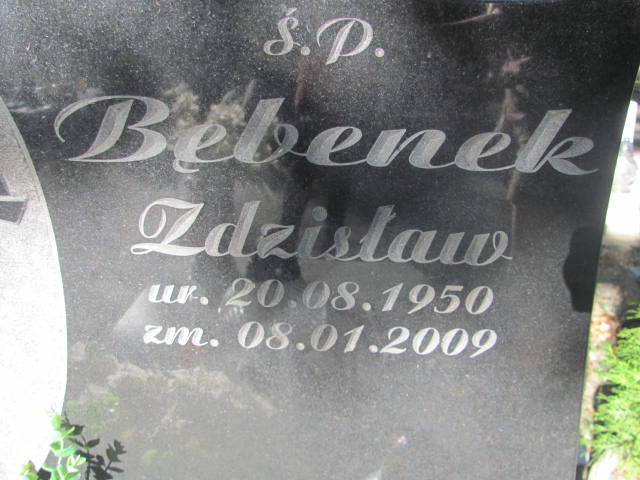 ś.p.
Bębenek
Zdzisław
ur. 20.08.1950
zm. 08.01.2009